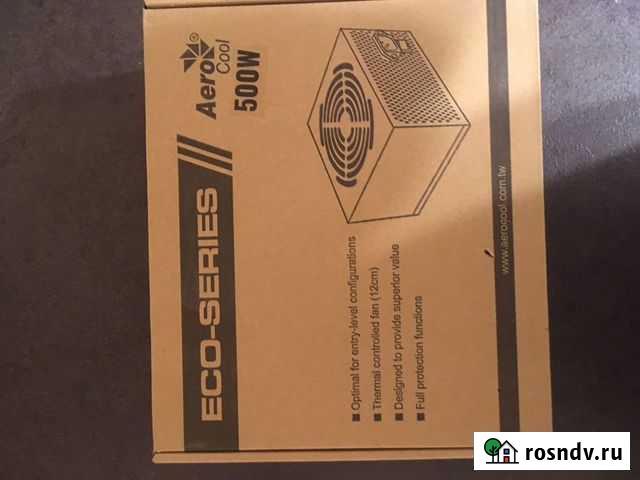 Aero
Cool
500W
ECO-SERIES
Optimal for entry-level configurations
Thermal controlled fan (12cm)
Designed to provide superior value
Full protection functions
www.aerocool.com.tw
rosndv.ru